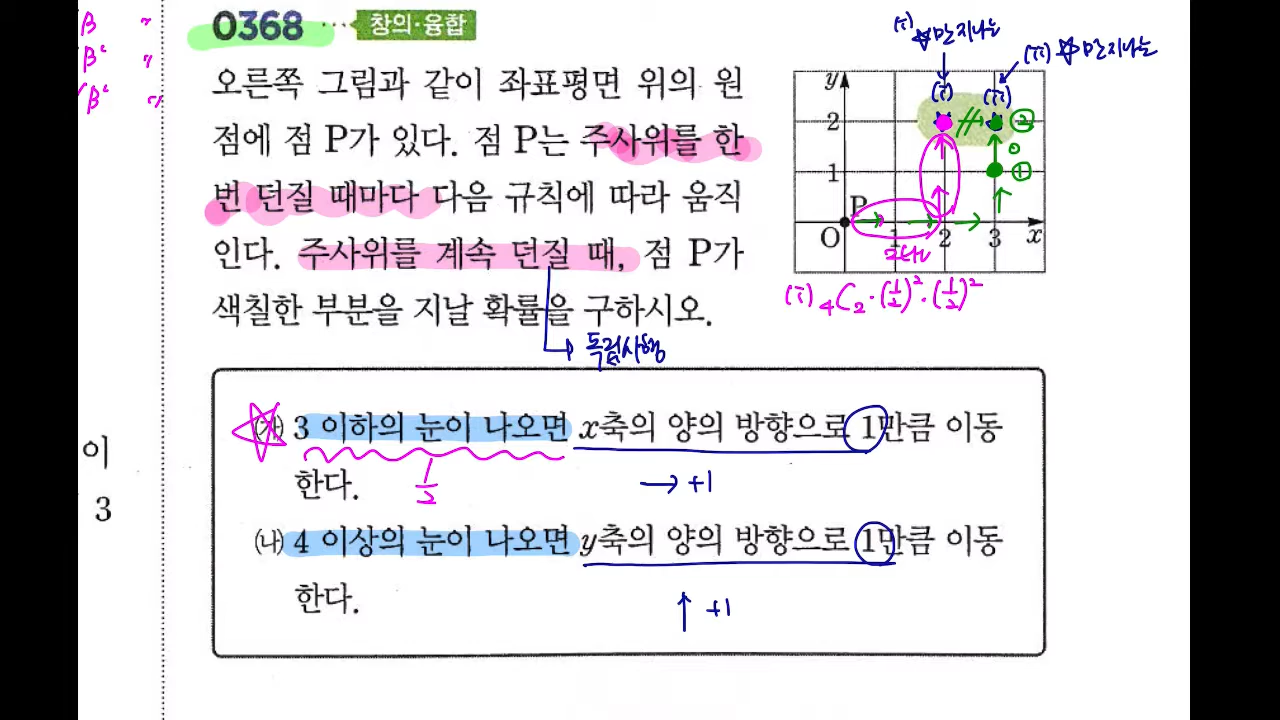 0368 창의·융합
오른쪽 그림과 같이 좌표평면 위의 원
점에 점 P가 있다. 점 P는 주사위를 한
번 던질 때마다 다음 규칙에 따라 움직
인다. 주사위를 계속 던질 때, 점 P가
색칠한 부분을 지날 확률을 구하시오.
독립시행
(ⅰ) ☆만 지나는
(ⅱ) ☆만 지나는
y
(ⅰ) (ⅱ)
2 ②
1 ①
P
O 1 2 3 x
(ⅰ) ₄C₂·(1/2)²·(1/2)²
(가) 3 이하의 눈이 나오면 x축의 양의 방향으로 1만큼 이동
한다. 1/2 → +1
(나) 4 이상의 눈이 나오면 y축의 양의 방향으로 1만큼 이동
한다. ↑ +1
이
3